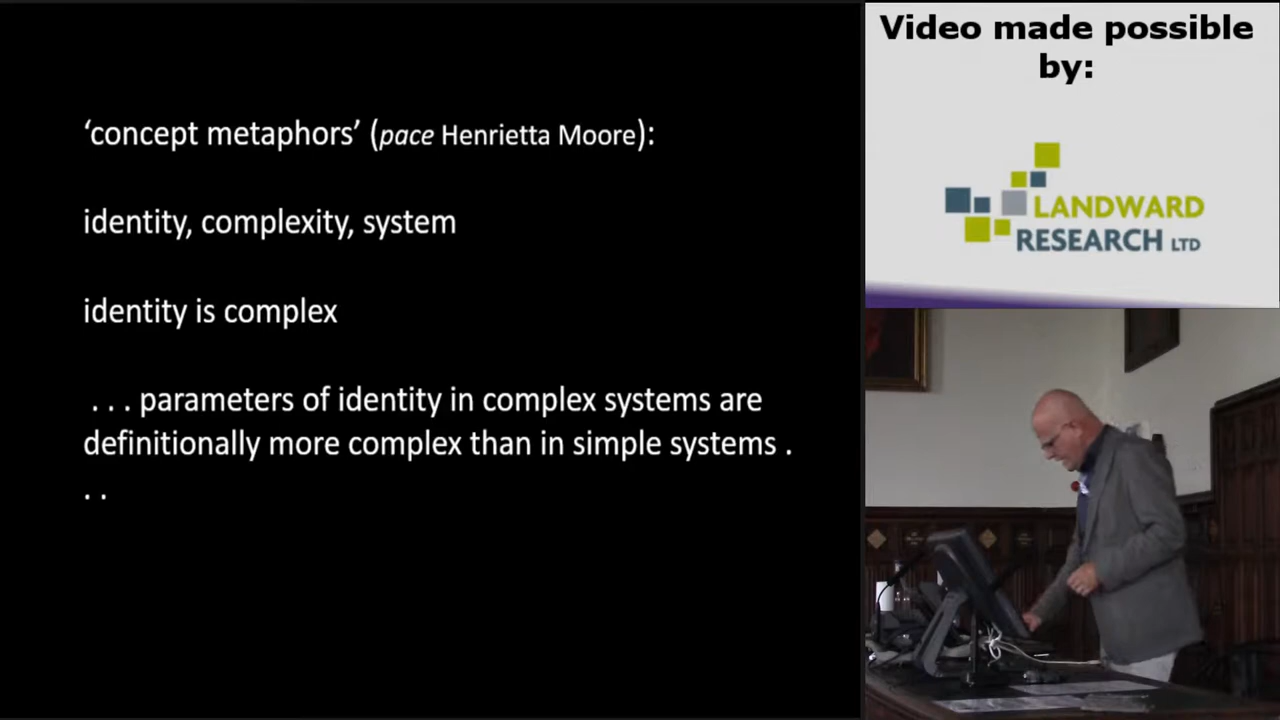 ‘concept metaphors’ (pace Henrietta Moore):
identity, complexity, system
identity is complex
. . . parameters of identity in complex systems are
definitionally more complex than in simple systems .
. .
Video made possible
by:
LANDWARD
RESEARCH LTD